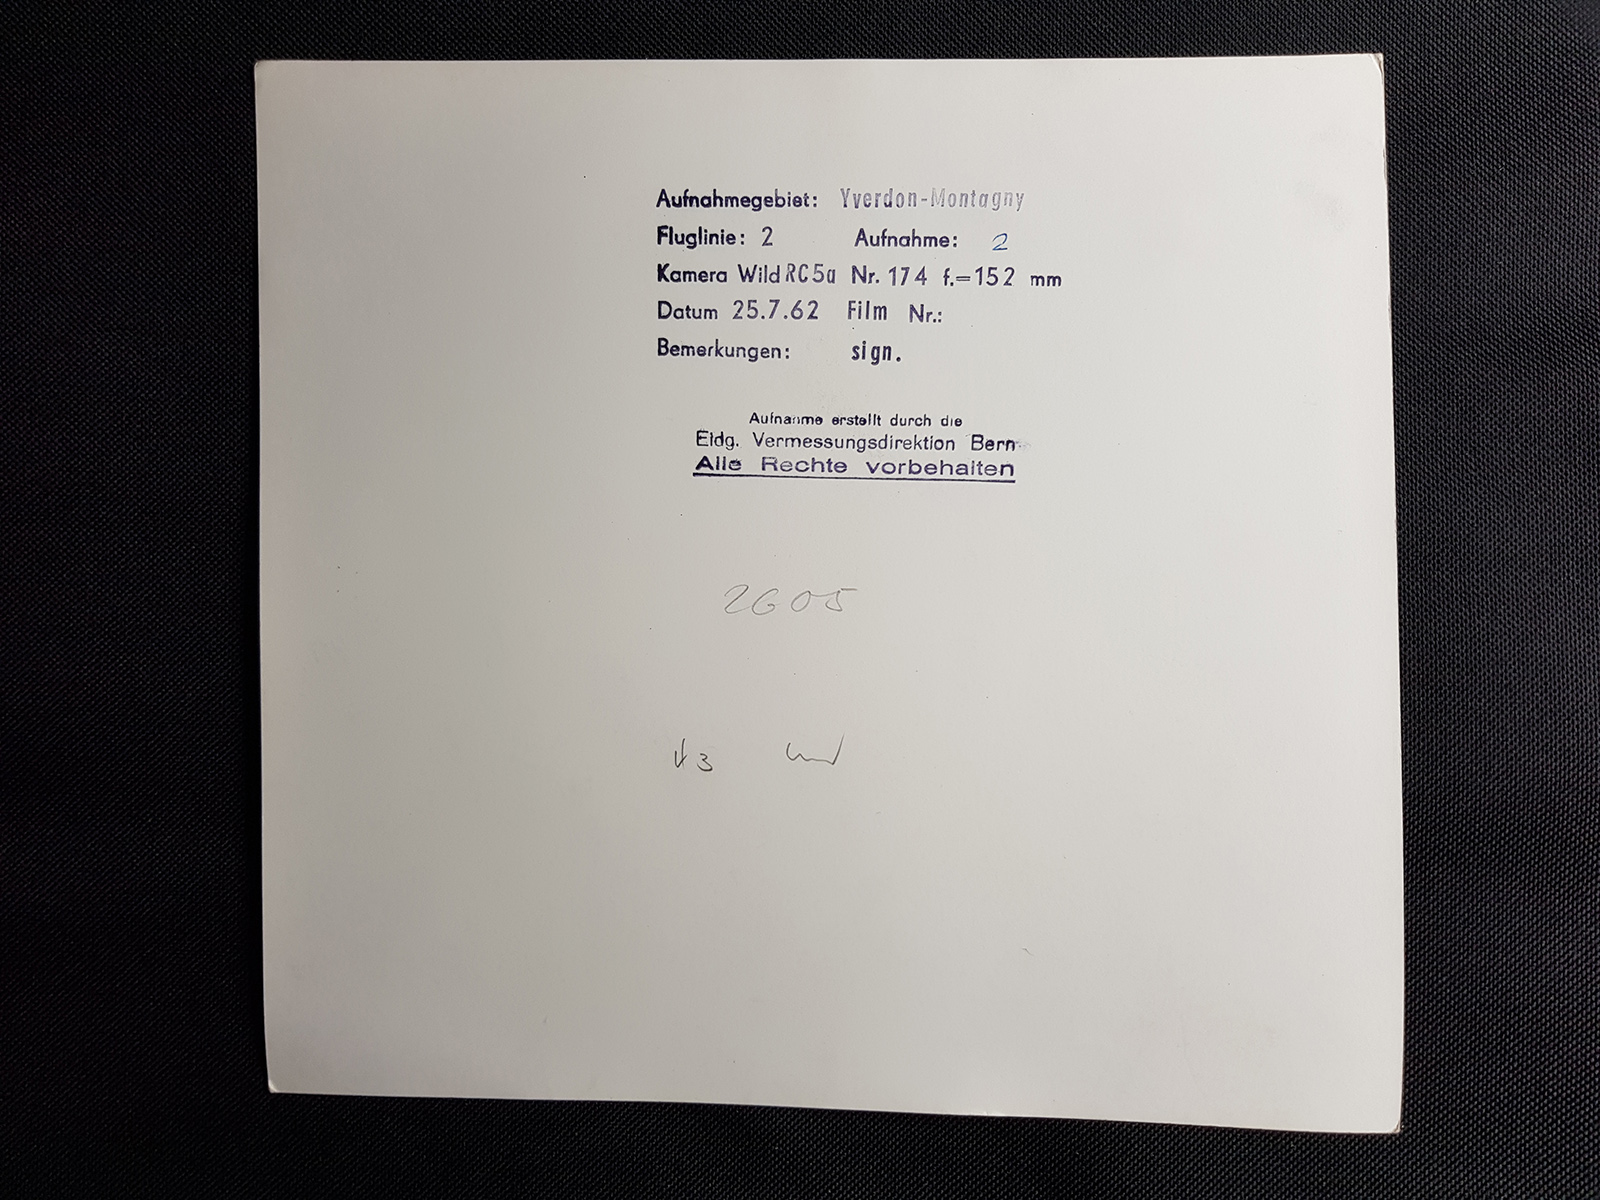 Aufnahmegebiet: Yverdon-Montagny
Fluglinie: 2 Aufnahme: 2
Kamera Wild RC5a Nr. 174 f.=152 mm
Datum 25.7.62 Film Nr.:
Bemerkungen: sign.
Aufnahme erstellt durch die
Eidg. Vermessungsdirektion Bern
Alle Rechte vorbehalten
2605